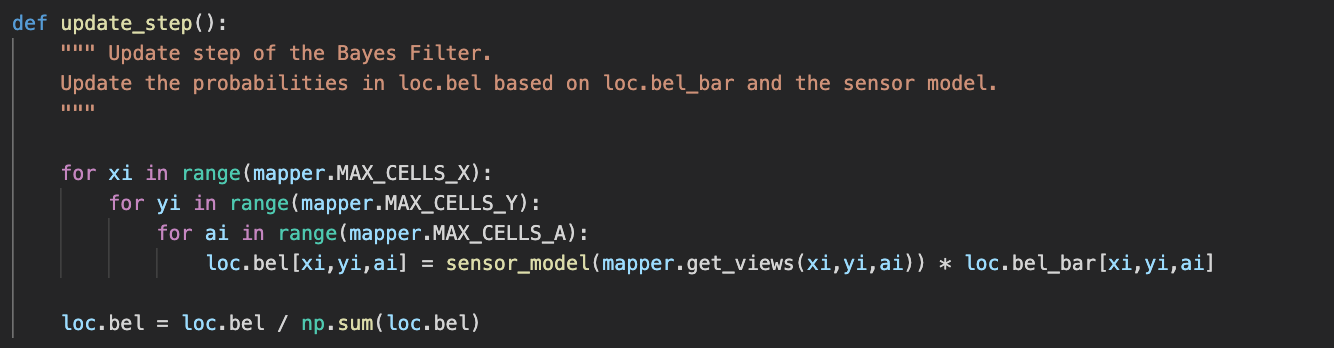 def update_step():
    """ Update step of the Bayes Filter.
    Update the probabilities in loc.bel based on loc.bel_bar and the sensor model.
    """

    for xi in range(mapper.MAX_CELLS_X):
        for yi in range(mapper.MAX_CELLS_Y):
            for ai in range(mapper.MAX_CELLS_A):
                loc.bel[xi,yi,ai] = sensor_model(mapper.get_views(xi,yi,ai)) * loc.bel_bar[xi,yi,ai]

    loc.bel = loc.bel / np.sum(loc.bel)